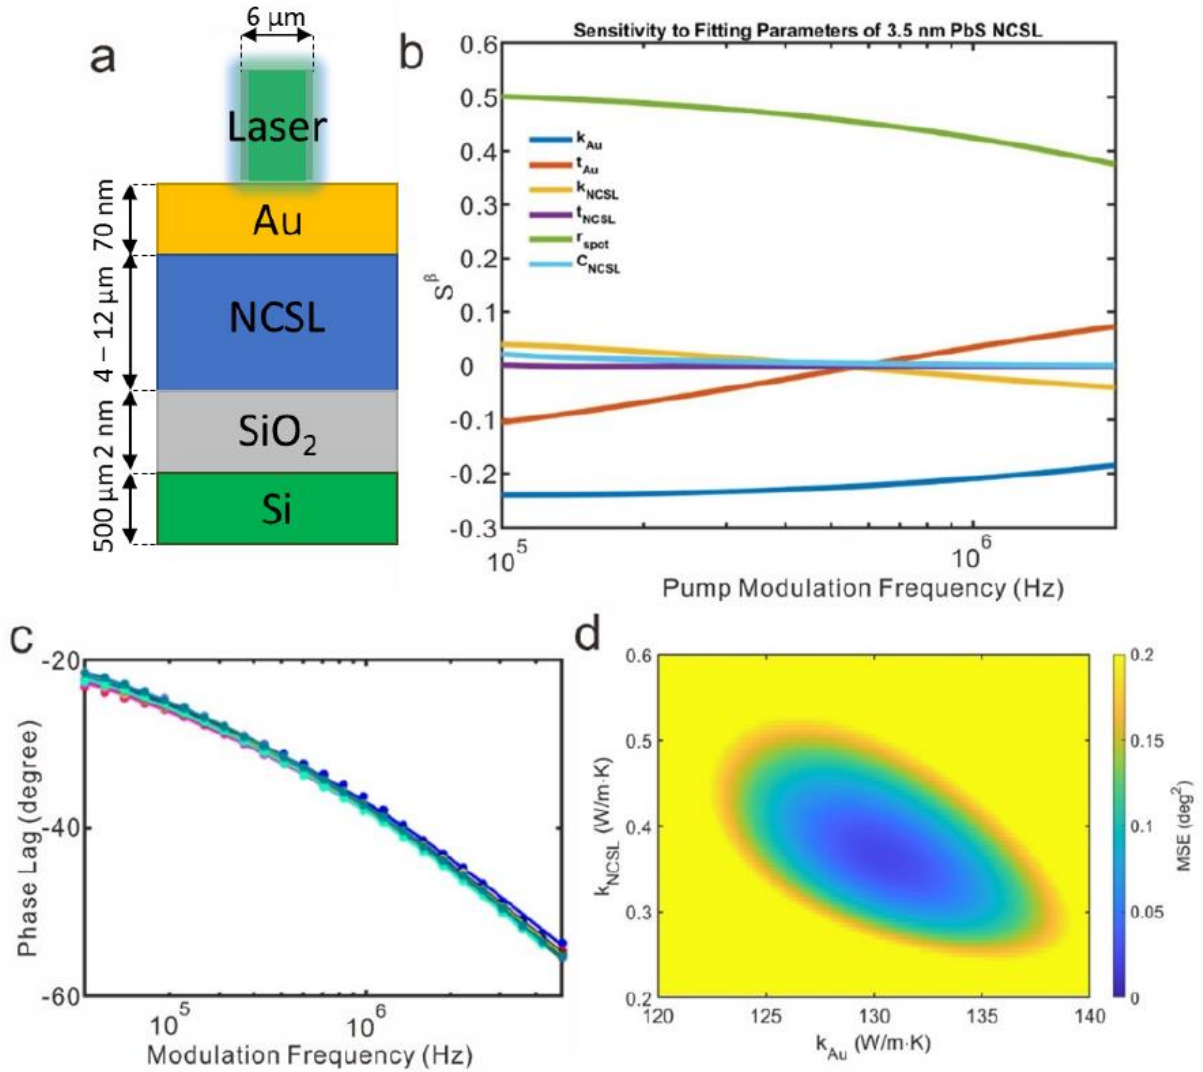 a
6 μm
Laser
70 nm
Au
4 – 12 μm
NCSL
2 nm
SiO2
500 μm
Si
b
Sensitivity to Fitting Parameters of 3.5 nm PbS NCSL
0.6
0.5
0.4
0.3
0.2
0.1
0
-0.1
-0.2
-0.3
S^β
kAu
tAu
kNCSL
tNCSL
rspot
CNCSL
10^5
10^6
Pump Modulation Frequency (Hz)
c
-20
-40
-60
Phase Lag (degree)
10^5
10^6
Modulation Frequency (Hz)
d
0.6
0.5
0.4
0.3
0.2
kNCSL (W/m·K)
120
125
130
135
140
kAu (W/m·K)
0.2
0.15
0.1
0.05
0
MSE (deg^2)